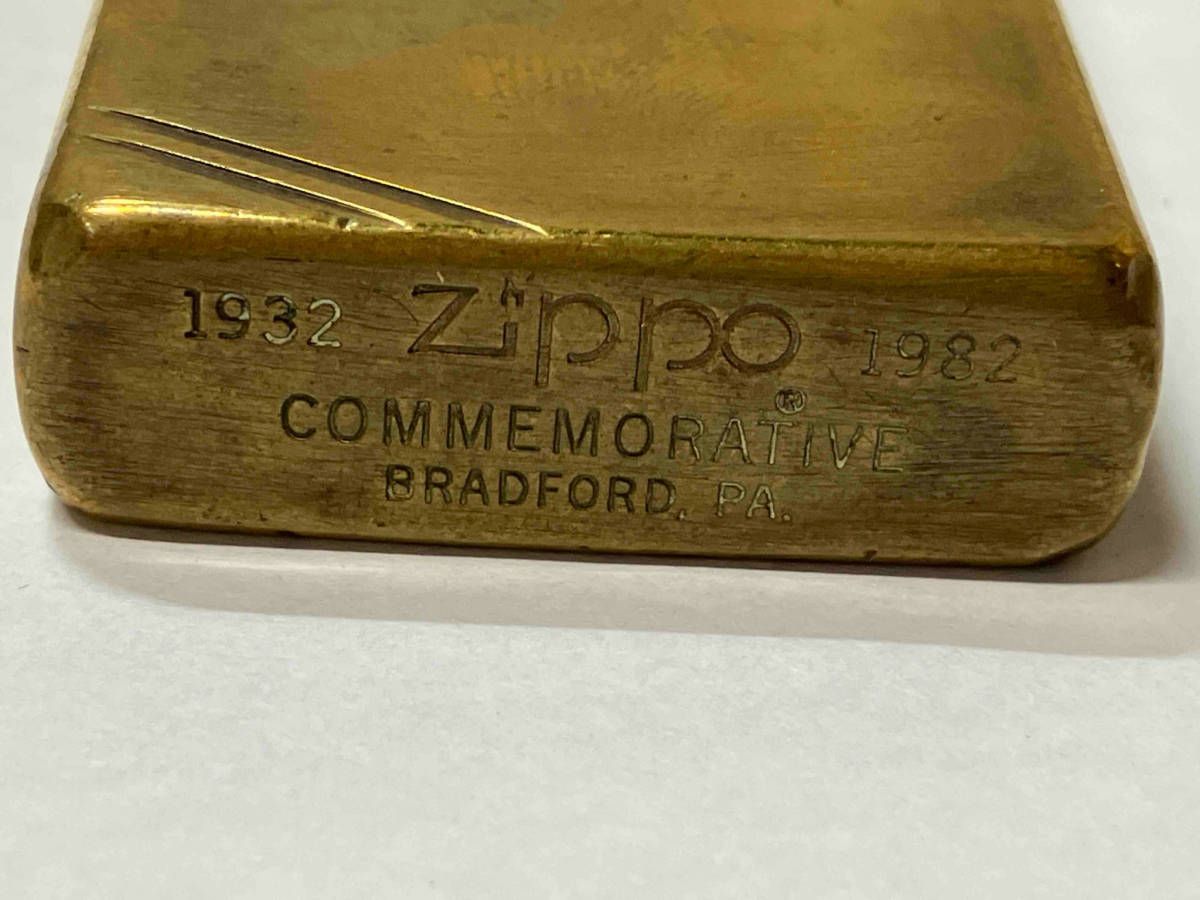 1932 Zippo 1982
COMMEMORATIVE ®
BRADFORD, PA.